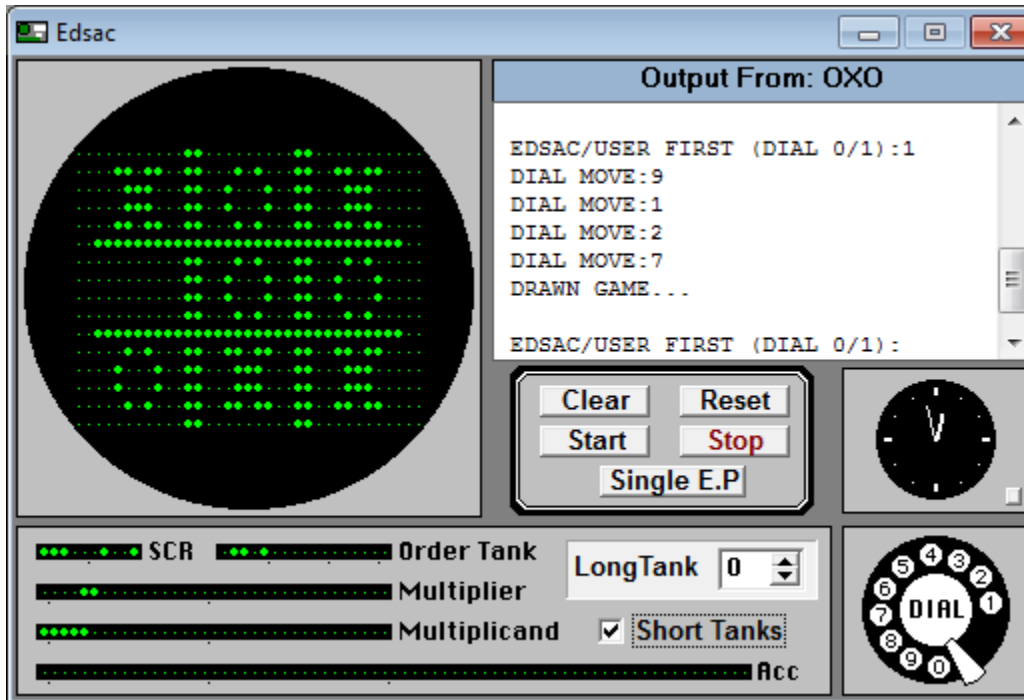 Edsac
Output From: OXO
EDSAC/USER FIRST (DIAL 0/1):1
DIAL MOVE:9
DIAL MOVE:1
DIAL MOVE:2
DIAL MOVE:7
DRAWN GAME...
EDSAC/USER FIRST (DIAL 0/1):
Clear Reset
Start Stop
Single E.P
SCR Order Tank
LongTank 0
Multiplier
Multiplicand
Short Tanks
Acc
4 3 2 1
5 6 7 8 9 0
DIAL